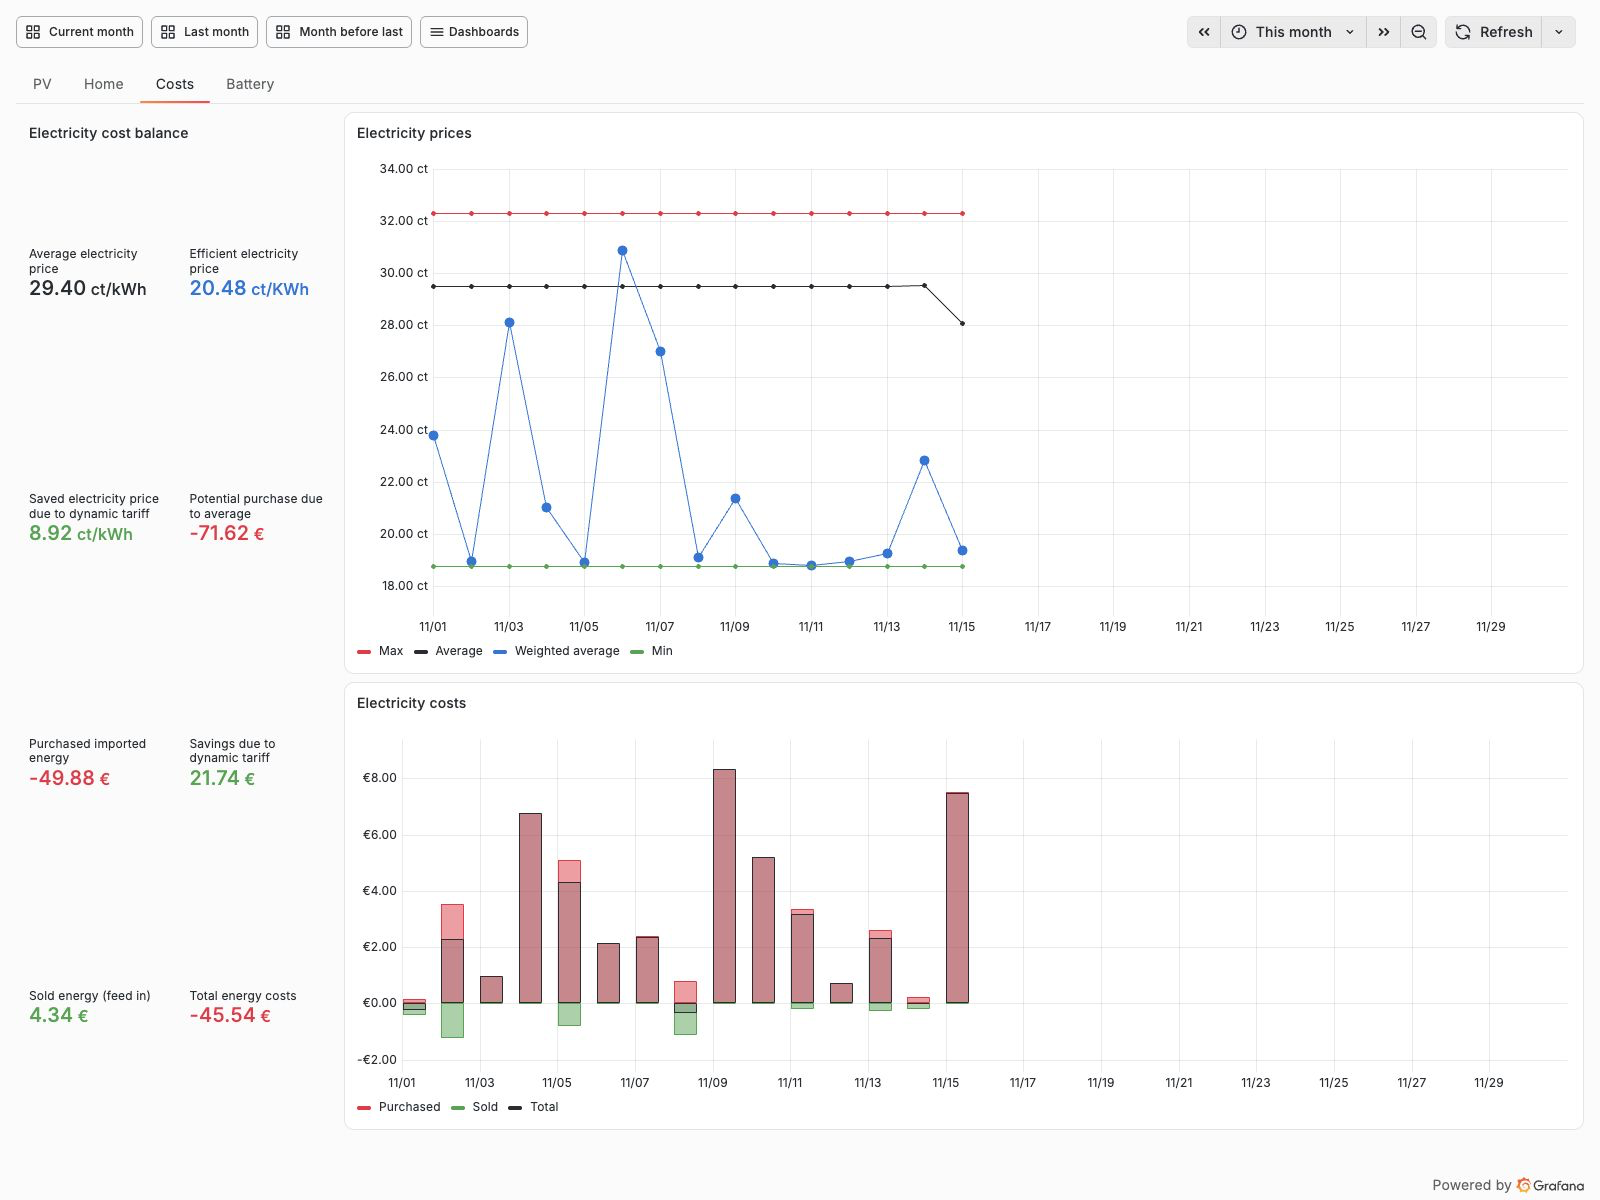 Current month
Last month
Month before last
Dashboards
This month
Refresh
PV
Home
Costs
Battery
Electricity cost balance
Average electricity
price
29.40 ct/kWh
Efficient electricity
price
20.48 ct/KWh
Saved electricity price
due to dynamic tariff
8.92 ct/kWh
Potential purchase due
to average
-71.62 €
Purchased imported
energy
-49.88 €
Savings due to
dynamic tariff
21.74 €
Sold energy (feed in)
4.34 €
Total energy costs
-45.54 €
Electricity prices
34.00 ct
32.00 ct
30.00 ct
28.00 ct
26.00 ct
24.00 ct
22.00 ct
20.00 ct
18.00 ct
11/01 11/03 11/05 11/07 11/09 11/11 11/13 11/15 11/17 11/19 11/21 11/23 11/25 11/27 11/29
Max Average Weighted average Min
Electricity costs
€8.00
€6.00
€4.00
€2.00
€0.00
-€2.00
11/01 11/03 11/05 11/07 11/09 11/11 11/13 11/15 11/17 11/19 11/21 11/23 11/25 11/27 11/29
Purchased Sold Total
Powered by Grafana